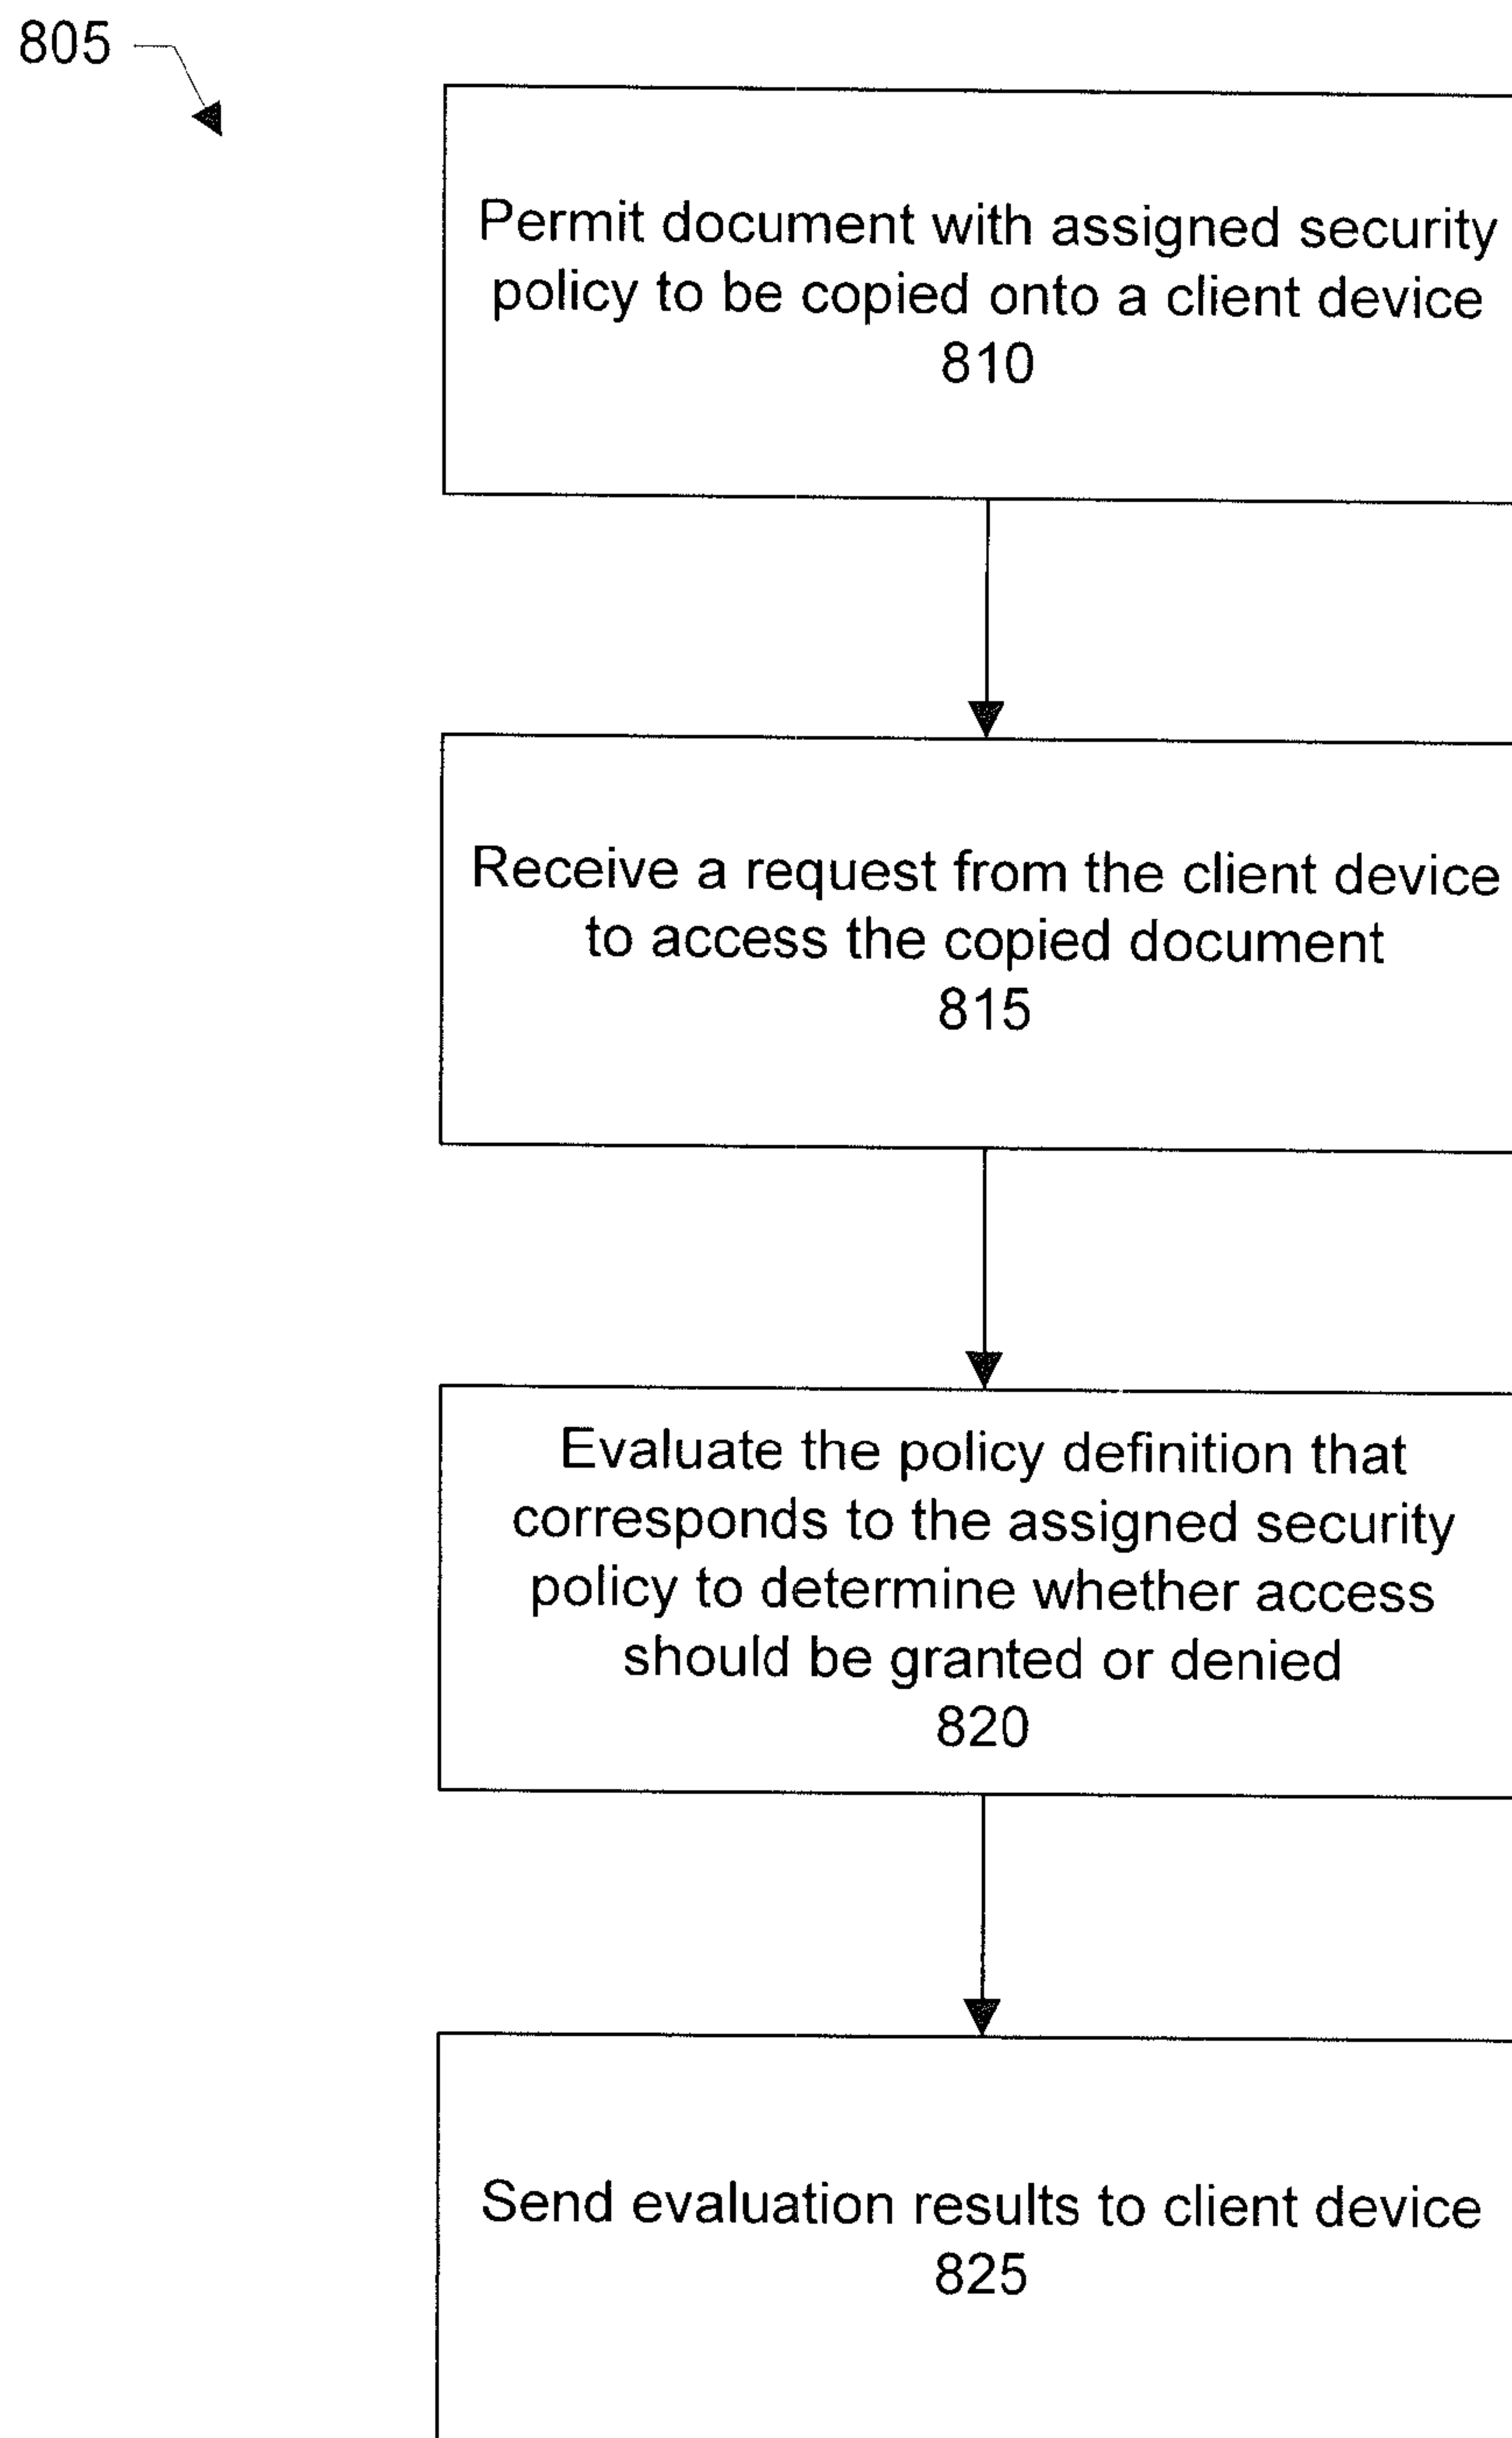 805
Permit document with assigned security
policy to be copied onto a client device
810
Receive a request from the client device
to access the copied document
815
Evaluate the policy definition that
corresponds to the assigned security
policy to determine whether access
should be granted or denied
820
Send evaluation results to client device
825